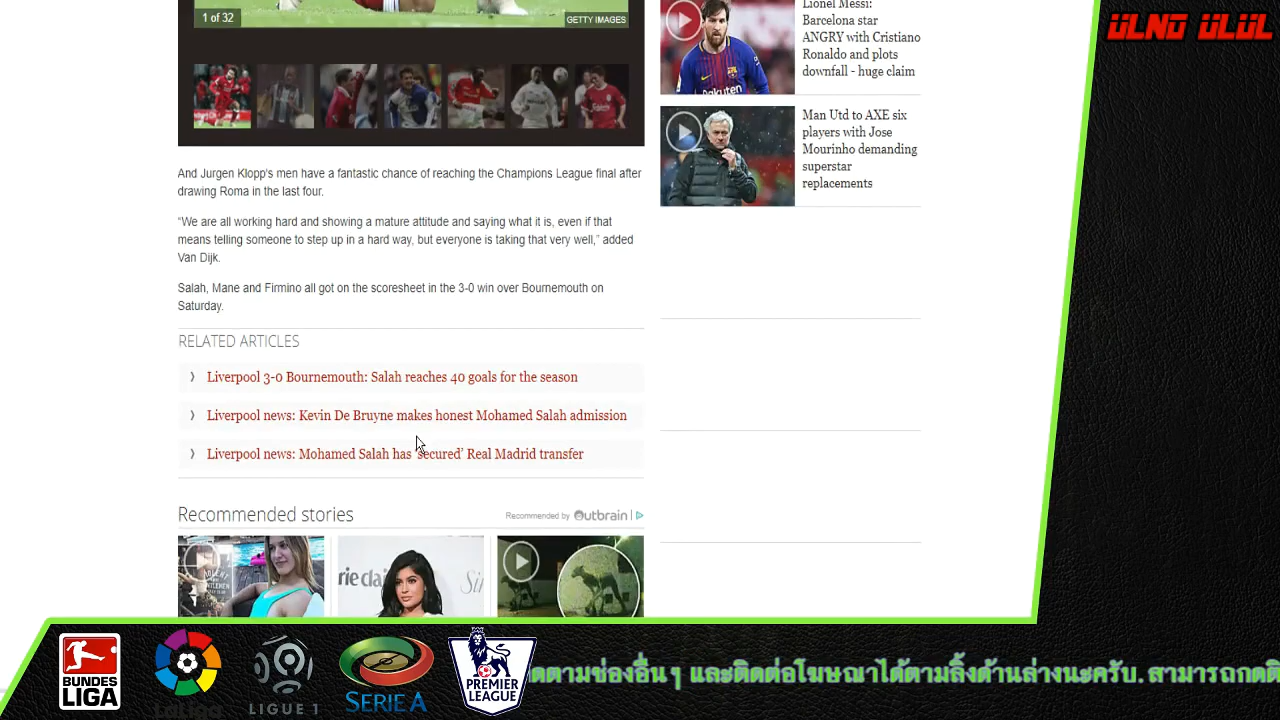 1 of 32
GETTY IMAGES
And Jurgen Klopp's men have a fantastic chance of reaching the Champions League final after
drawing Roma in the last four.
“We are all working hard and showing a mature attitude and saying what it is, even if that
means telling someone to step up in a hard way, but everyone is taking that very well,” added
Van Dijk.
Salah, Mane and Firmino all got on the scoresheet in the 3-0 win over Bournemouth on
Saturday.
RELATED ARTICLES
Liverpool 3-0 Bournemouth: Salah reaches 40 goals for the season
Liverpool news: Kevin De Bruyne makes honest Mohamed Salah admission
Liverpool news: Mohamed Salah has ‘secured’ Real Madrid transfer
Recommended stories
Recommended by Outbrain
Lionel Messi:
Barcelona star
ANGRY with Cristiano
Ronaldo and plots
downfall - huge claim
Man Utd to AXE six
players with Jose
Mourinho demanding
superstar
replacements
BUNDES
LIGA
LaLiga
LIGUE 1
SERIE A
PREMIER
LEAGUE
ดตามช่องอื่นๆ และติดต่อโฆษณาได้ตามลิ้งด้านล่างนะครับ. สามารถกดติ